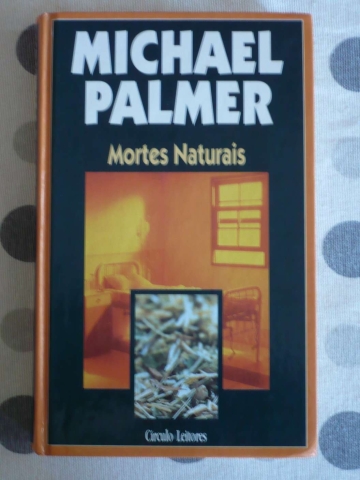 MICHAEL
PALMER
Mortes Naturais
Círculo Leitores